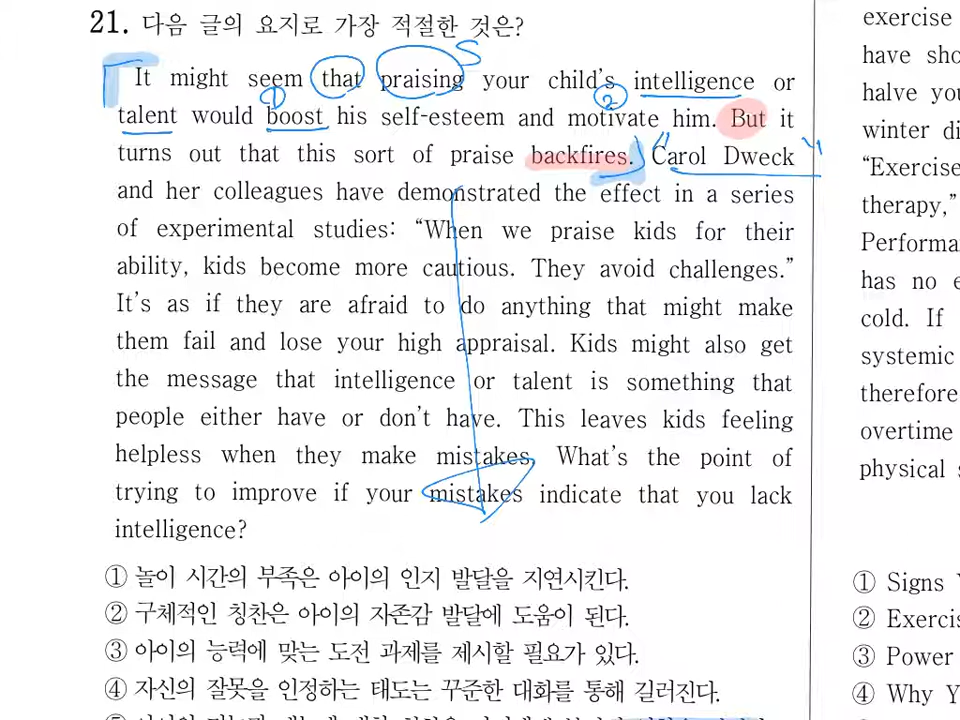 21. 다음 글의 요지로 가장 적절한 것은?
It might seem that praising your child's intelligence or
talent would boost his self-esteem and motivate him. But it
turns out that this sort of praise backfires. Carol Dweck
and her colleagues have demonstrated the effect in a series
of experimental studies: “When we praise kids for their
ability, kids become more cautious. They avoid challenges.”
It's as if they are afraid to do anything that might make
them fail and lose your high appraisal. Kids might also get
the message that intelligence or talent is something that
people either have or don't have. This leaves kids feeling
helpless when they make mistakes. What's the point of
trying to improve if your mistakes indicate that you lack
intelligence?
① 놀이 시간의 부족은 아이의 인지 발달을 지연시킨다.
② 구체적인 칭찬은 아이의 자존감 발달에 도움이 된다.
③ 아이의 능력에 맞는 도전 과제를 제시할 필요가 있다.
④ 자신의 잘못을 인정하는 태도는 꾸준한 대화를 통해 길러진다.
exercise
have sho
halve you
winter di
“Exercise
therapy,”
Performa
has no e
cold. If
systemic
therefore
overtime
physical s
① Signs Y
② Exercis
③ Power
④ Why Y